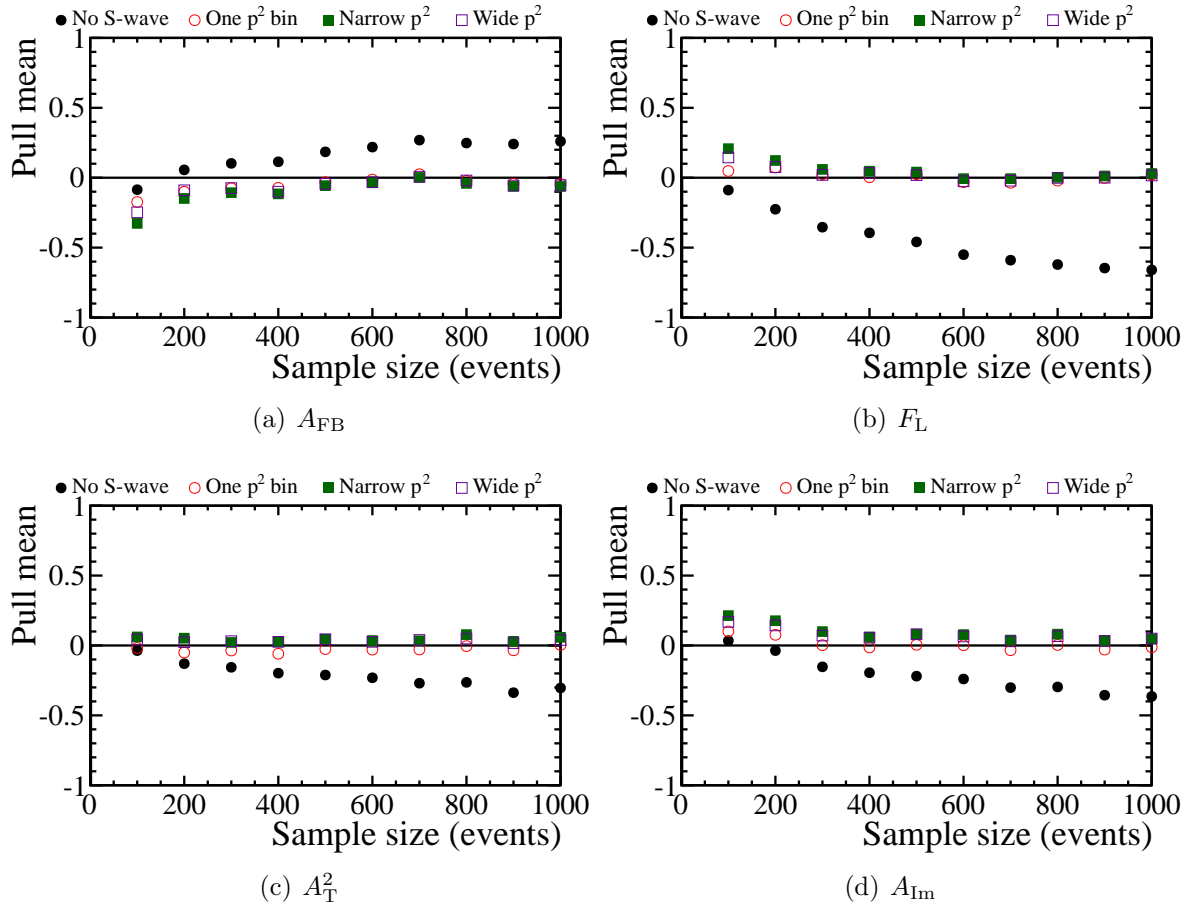 No S-wave One p² bin Narrow p² Wide p²
Pull mean
1
0.5
0
-0.5
-1
0 200 400 600 800 1000
Sample size (events)
(a) A_FB
No S-wave One p² bin Narrow p² Wide p²
Pull mean
1
0.5
0
-0.5
-1
0 200 400 600 800 1000
Sample size (events)
(b) F_L
No S-wave One p² bin Narrow p² Wide p²
Pull mean
1
0.5
0
-0.5
-1
0 200 400 600 800 1000
Sample size (events)
(c) A_T^2
No S-wave One p² bin Narrow p² Wide p²
Pull mean
1
0.5
0
-0.5
-1
0 200 400 600 800 1000
Sample size (events)
(d) A_Im